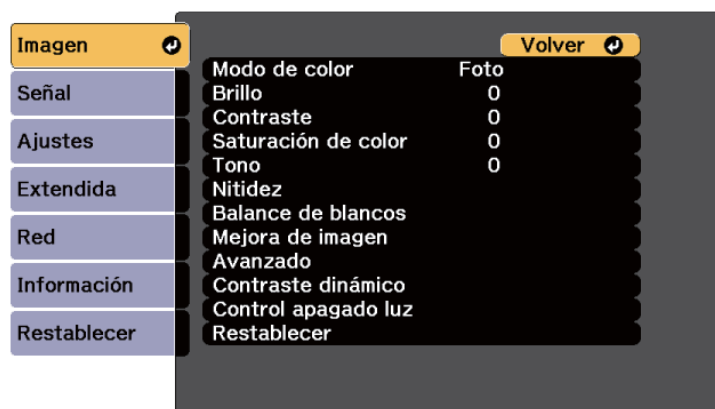 Imagen
Señal
Ajustes
Extendida
Red
Información
Restablecer
Volver
Modo de color Foto
Brillo 0
Contraste 0
Saturación de color 0
Tono 0
Nitidez
Balance de blancos
Mejora de imagen
Avanzado
Contraste dinámico
Control apagado luz
Restablecer